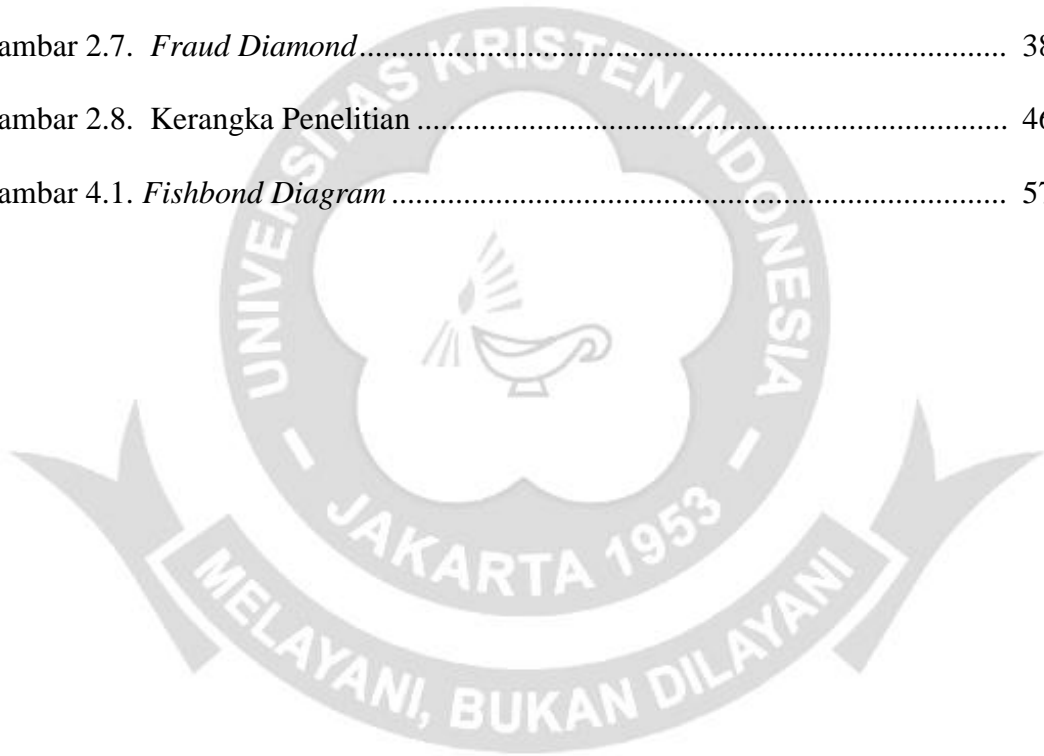 ambar 2.7. Fraud Diamond.......................................................................................... 38
ambar 2.8. Kerangka Penelitian .................................................................................. 46
ambar 4.1. Fishbond Diagram ..................................................................................... 57
UNIVERSITAS KRISTEN INDONESIA
JAKARTA 1953
MELAYANI, BUKAN DILAYANI